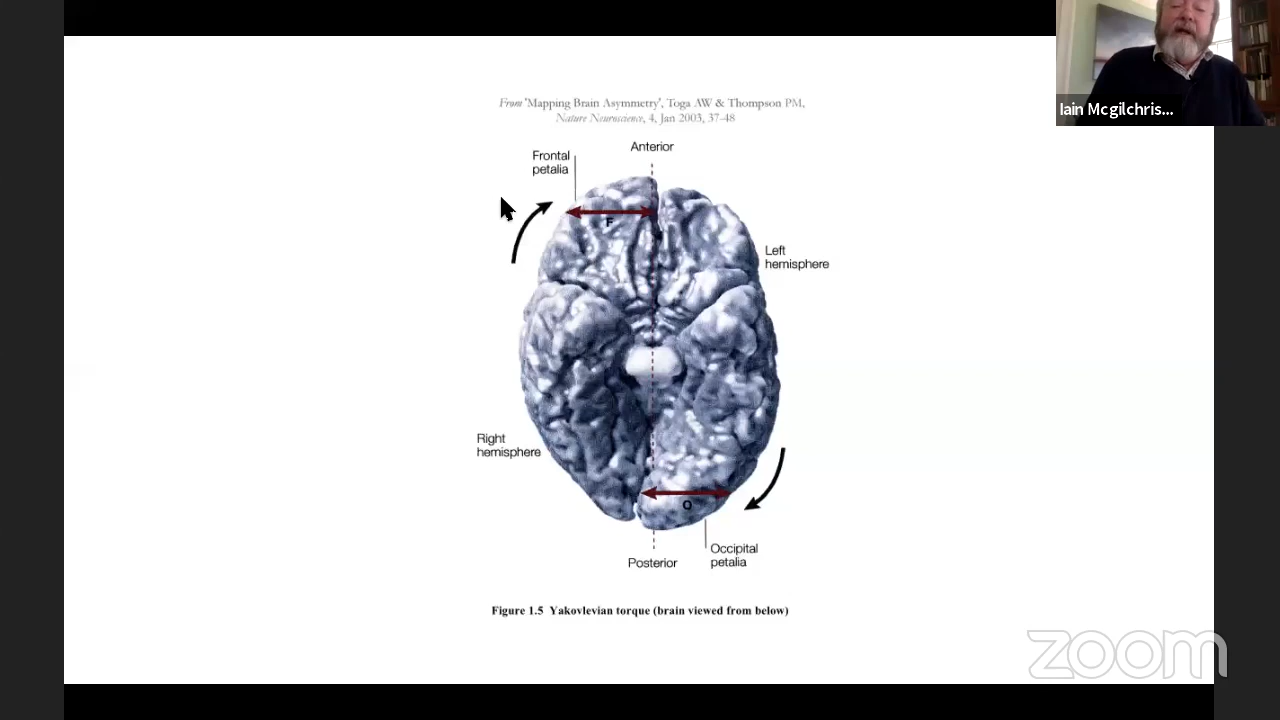 Iain Mcgilchris...
From 'Mapping Brain Asymmetry', Toga AW & Thompson PM,
Nature Neuroscience, 4, Jan 2003, 37-48
Anterior
Frontal
petalia
F
Left
hemisphere
Right
hemisphere
O
Occipital
petalia
Posterior
Figure 1.5 Yakovlevian torque (brain viewed from below)
zoom